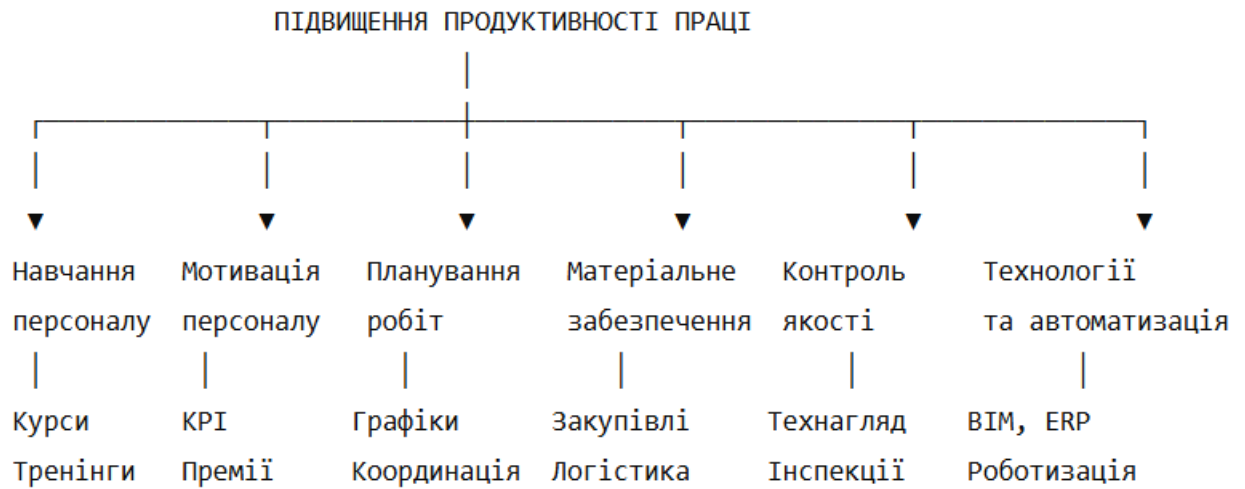 ПІДВИЩЕННЯ ПРОДУКТИВНОСТІ ПРАЦІ
Навчання Мотивація Планування Матеріальне Контроль Технології
персоналу персоналу робіт забезпечення якості та автоматизація
Курси KPI Графіки Закупівлі Технагляд BIM, ERP
Тренінги Премії Координація Логістика Інспекції Роботизація